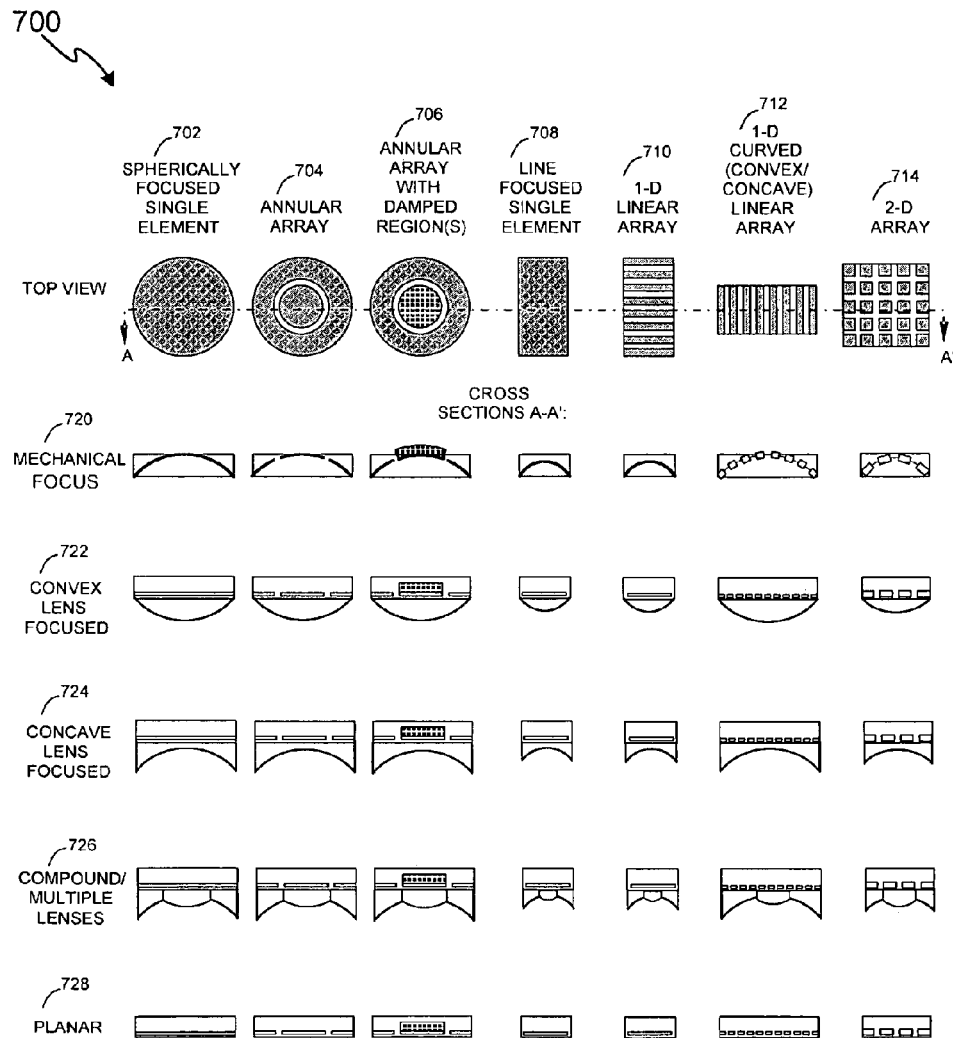 700
702
SPHERICALLY
FOCUSED
SINGLE
ELEMENT
704
ANNULAR
ARRAY
706
ANNULAR
ARRAY
WITH
DAMPED
REGION(S)
708
LINE
FOCUSED
SINGLE
ELEMENT
710
1-D
LINEAR
ARRAY
712
1-D
CURVED
(CONVEX/
CONCAVE)
LINEAR
ARRAY
714
2-D
ARRAY
TOP VIEW
A
A'
CROSS
SECTIONS A-A':
720
MECHANICAL
FOCUS
722
CONVEX
LENS
FOCUSED
724
CONCAVE
LENS
FOCUSED
726
COMPOUND/
MULTIPLE
LENSES
728
PLANAR